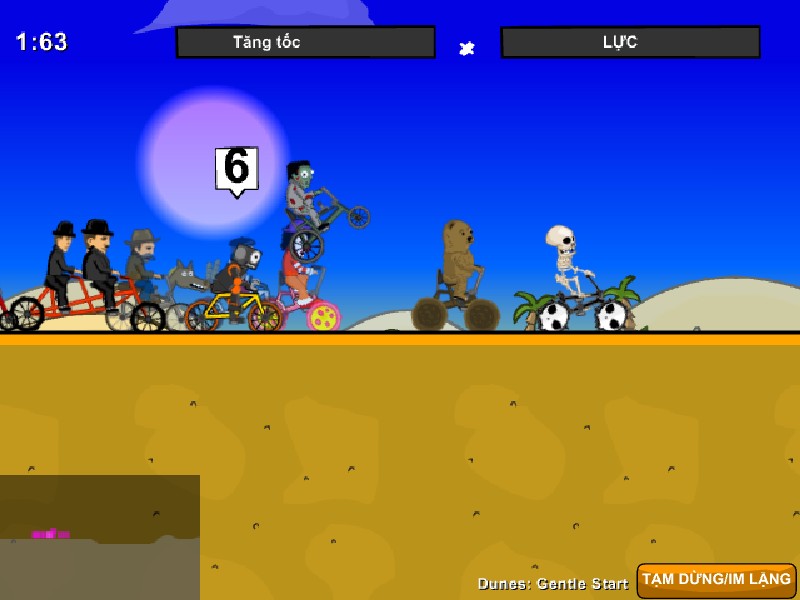 1:63
Tăng tốc
LỰC
6
Dunes: Gentle Start
TẠM DỪNG/IM LẶNG